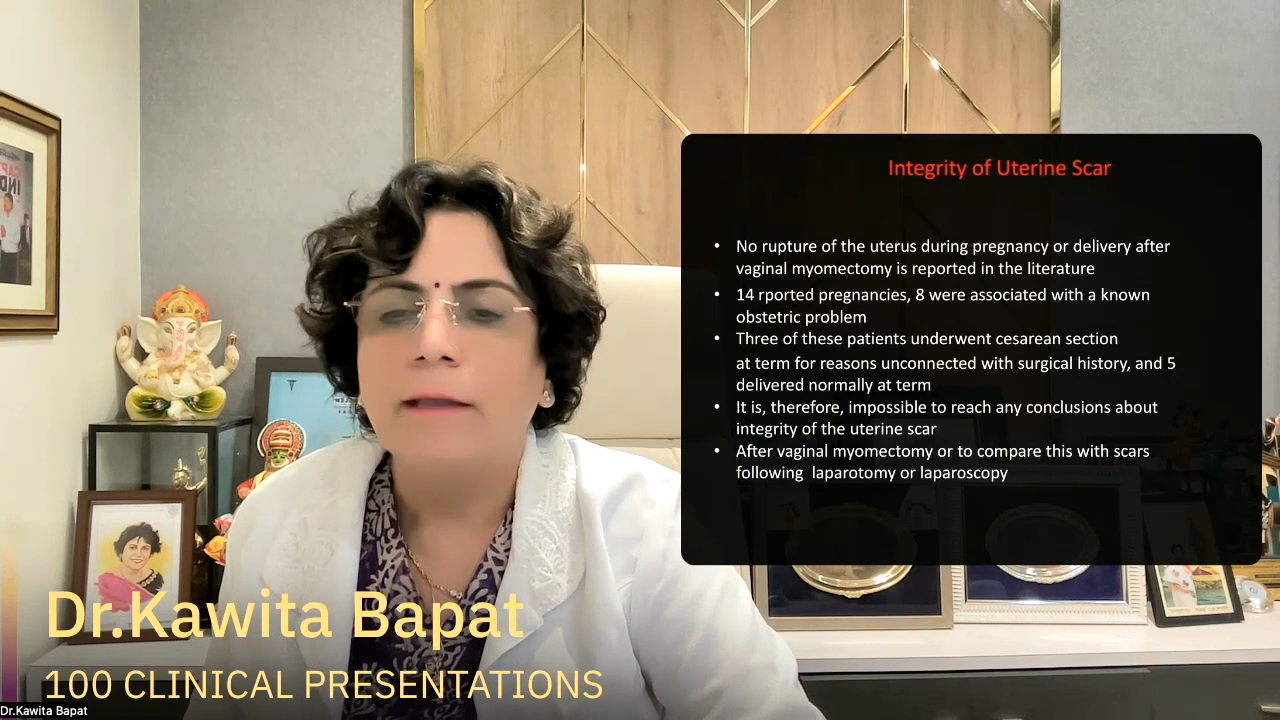 Integrity of Uterine Scar
• No rupture of the uterus during pregnancy or delivery after
vaginal myomectomy is reported in the literature
• 14 rported pregnancies, 8 were associated with a known
obstetric problem
• Three of these patients underwent cesarean section
at term for reasons unconnected with surgical history, and 5
delivered normally at term
• It is, therefore, impossible to reach any conclusions about
integrity of the uterine scar
• After vaginal myomectomy or to compare this with scars
following laparotomy or laparoscopy
Dr.Kawita Bapat
100 CLINICAL PRESENTATIONS
Dr.Kawita Bapat